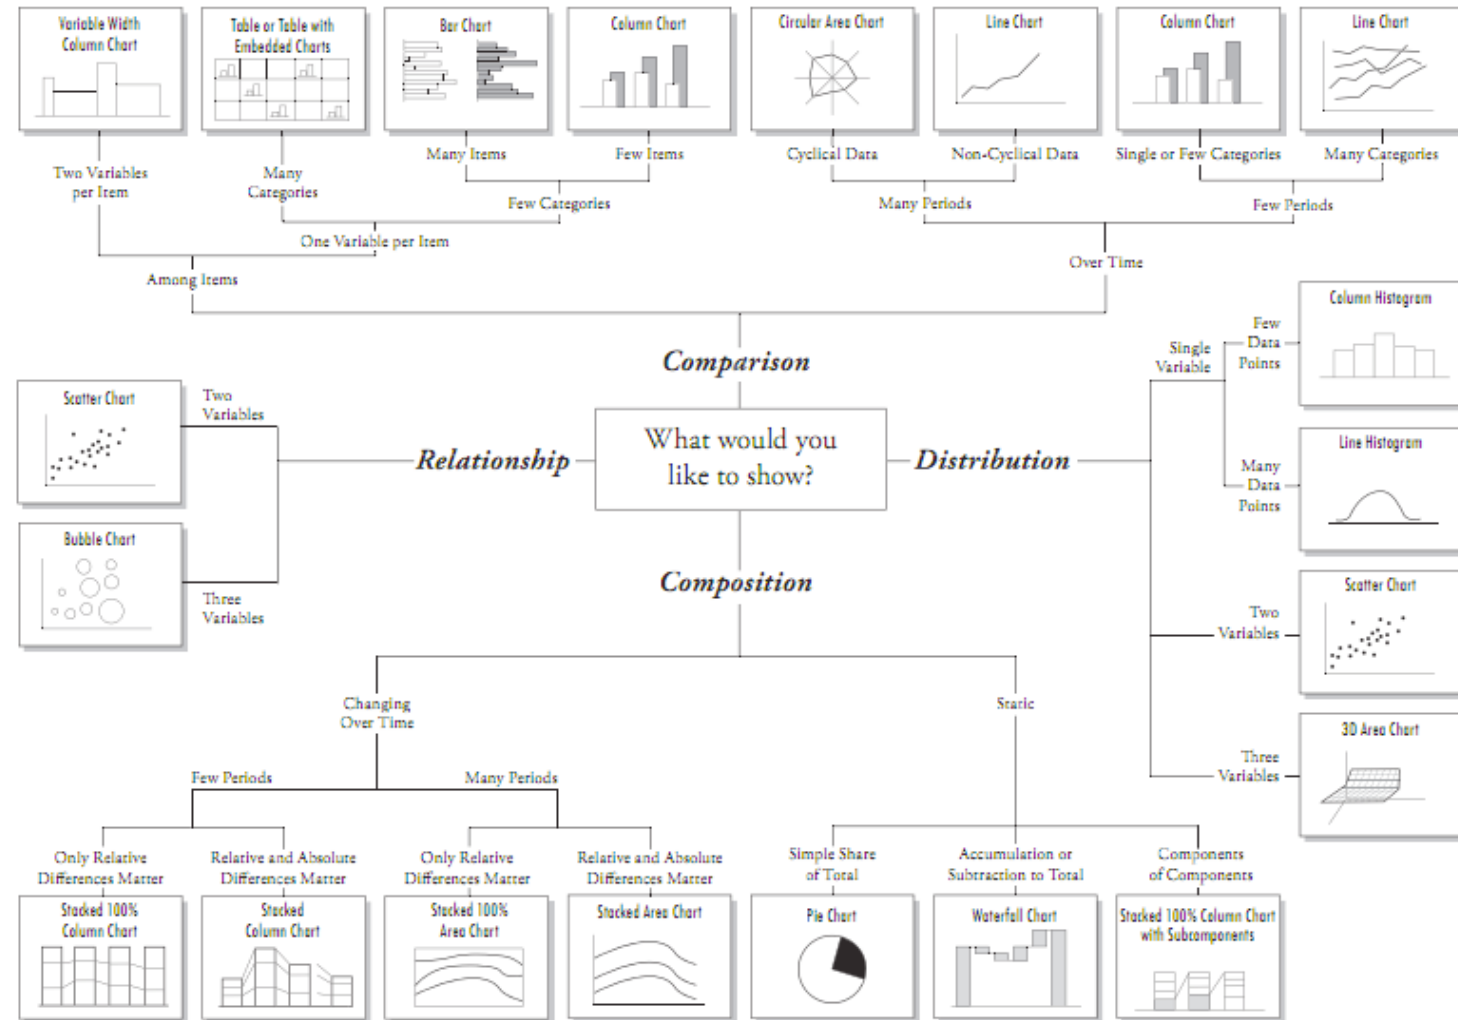 Variable Width
Column Chart
Table or Table with
Embedded Charts
Bar Chart
Column Chart
Circular Area Chart
Line Chart
Column Chart
Line Chart
Two Variables
per Item
Many
Categories
Many Items
Few Items
Cyclical Data
Non-Cyclical Data
Single or Few Categories
Many Categories
Few Categories
Many Periods
Few Periods
One Variable per Item
Among Items
Over Time
Comparison
What would you
like to show?
Relationship
Two
Variables
Scatter Chart
Bubble Chart
Three
Variables
Distribution
Single
Variable
Few
Data
Points
Column Histogram
Many
Data
Points
Line Histogram
Two
Variables
Scatter Chart
Three
Variables
3D Area Chart
Composition
Changing
Over Time
Static
Few Periods
Many Periods
Only Relative
Differences Matter
Relative and Absolute
Differences Matter
Only Relative
Differences Matter
Relative and Absolute
Differences Matter
Simple Share
of Total
Accumulation or
Subtraction to Total
Components
of Components
Stacked 100%
Column Chart
Stacked
Column Chart
Stacked 100%
Area Chart
Stacked Area Chart
Pie Chart
Waterfall Chart
Stacked 100% Column Chart
with Subcomponents